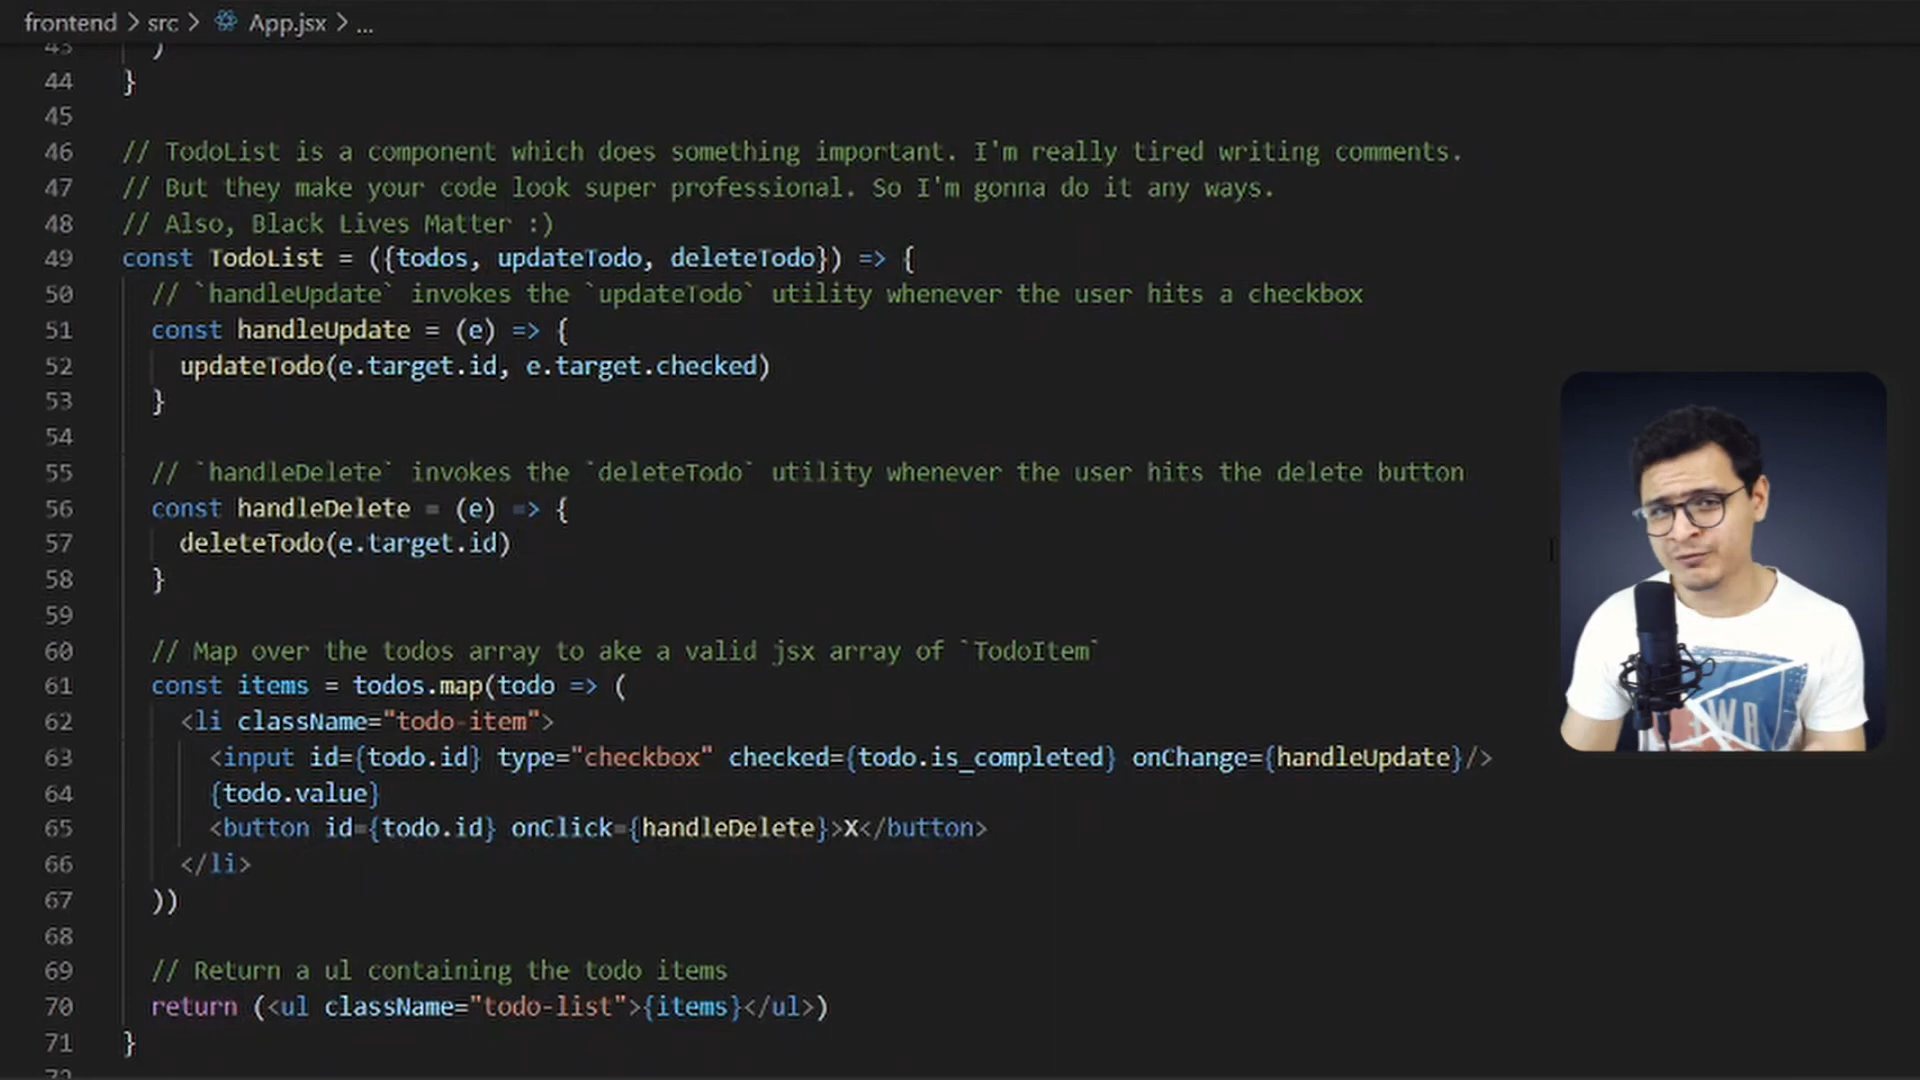 frontend > src > App.jsx > ...
43 )
44 }
45
46 // TodoList is a component which does something important. I'm really tired writing comments.
47 // But they make your code look super professional. So I'm gonna do it any ways.
48 // Also, Black Lives Matter :)
49 const TodoList = ({todos, updateTodo, deleteTodo}) => {
50 // `handleUpdate` invokes the `updateTodo` utility whenever the user hits a checkbox
51 const handleUpdate = (e) => {
52 updateTodo(e.target.id, e.target.checked)
53 }
54
55 // `handleDelete` invokes the `deleteTodo` utility whenever the user hits the delete button
56 const handleDelete = (e) => {
57 deleteTodo(e.target.id)
58 }
59
60 // Map over the todos array to ake a valid jsx array of `TodoItem`
61 const items = todos.map(todo => (
62 <li className="todo-item">
63 <input id={todo.id} type="checkbox" checked={todo.is_completed} onChange={handleUpdate}/>
64 {todo.value}
65 <button id={todo.id} onClick={handleDelete}>X</button>
66 </li>
67 ))
68
69 // Return a ul containing the todo items
70 return (<ul className="todo-list">{items}</ul>)
71 }
72